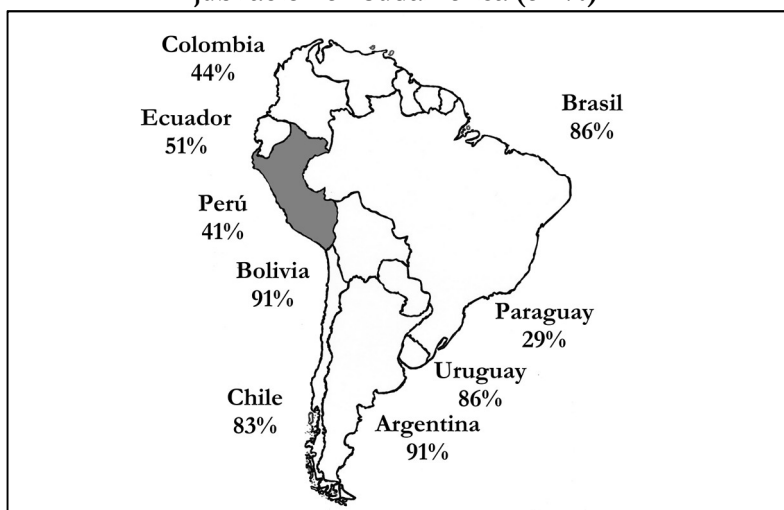 Colombia
44%
Ecuador
51%
Brasil
86%
Perú
41%
Bolivia
91%
Paraguay
29%
Uruguay
86%
Chile
83%
Argentina
91%